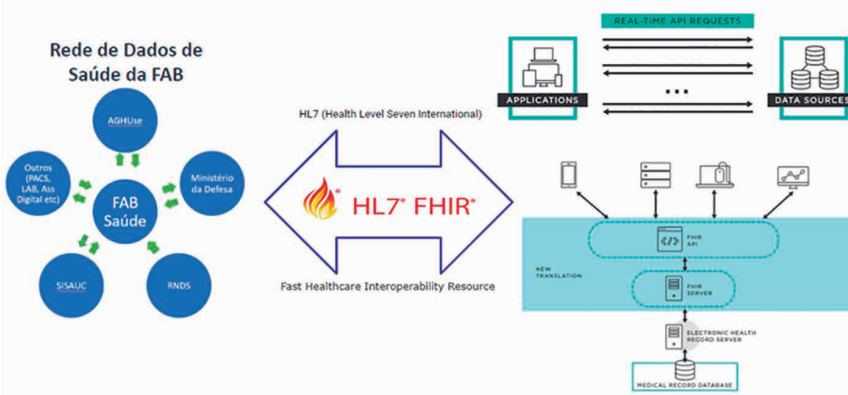 Rede de Dados de
Saúde da FAB
AGHUse
Outros
(PACS,
LAB, Ass
Digital etc)
Ministério
da Defesa
FAB
Saúde
SISAUC
RNDS
HL7 (Health Level Seven International)
HL7® FHIR®
Fast Healthcare Interoperability Resource
REAL-TIME API REQUESTS
APPLICATIONS
...
DATA SOURCES
FHIR
API
NEW
TRANSLATION
FHIR
SERVER
ELECTRONIC HEALTH
RECORD SERVER
MEDICAL RECORD DATABASE